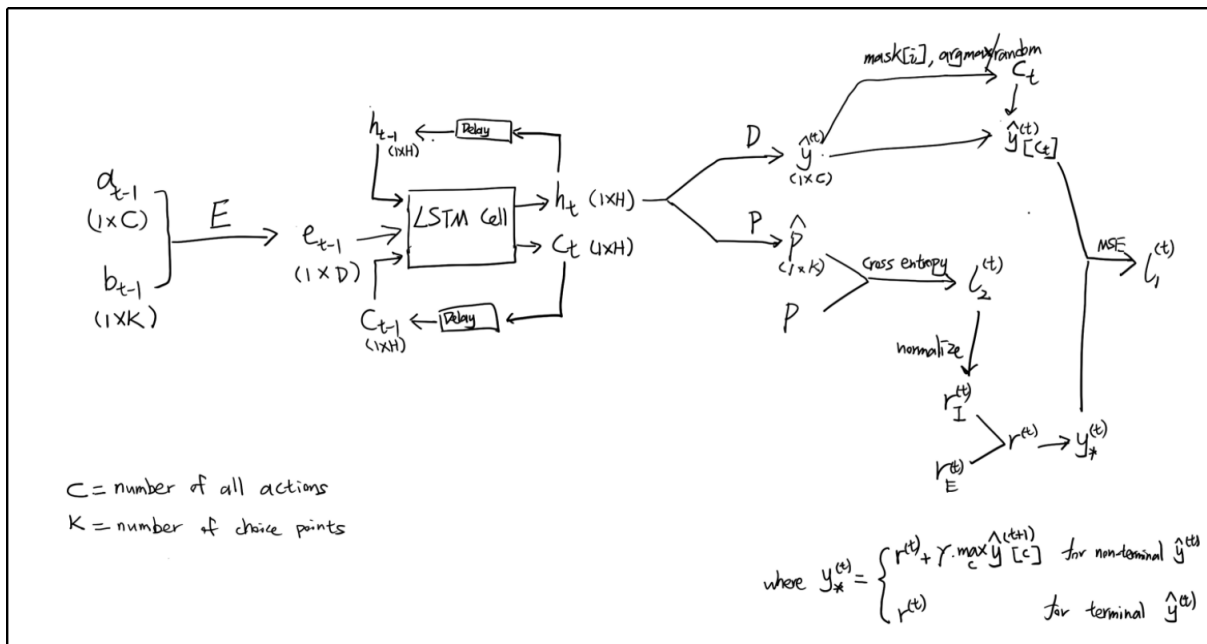 a_{t-1}
(1×C)
b_{t-1}
(1×K)
E
e_{t-1}
(1×D)
h_{t-1}
(1×H)
Delay
LSTM Cell
C_{t-1}
(1×H)
Delay
h_t (1×H)
C_t (1×H)
D
ŷ^{(t)}
(1×C)
mask[i], argmax/random
C_t
ŷ^{(t)}_{[C_t]}
P
p̂
(1×K)
P
Cross entropy
l_2^{(t)}
normalize
r_I^{(t)}
r_E^{(t)}
r^{(t)}
y_*^{(t)}
MSE
l_1^{(t)}
C = number of all actions
K = number of choice points
where y_*^{(t)} = { r^{(t)} + γ·max_c ŷ^{(t+1)}[c] for non-terminal ŷ^{(t)}
r^{(t)} for terminal ŷ^{(t)}